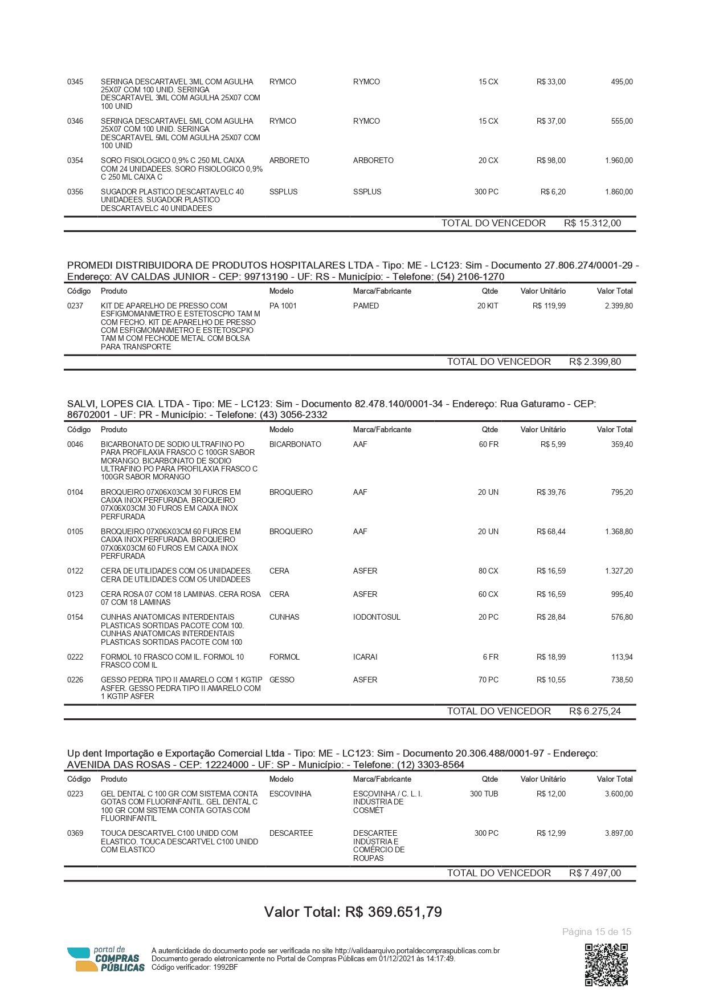 0345 SERINGA DESCARTAVEL 3ML COM AGULHA RYMCO RYMCO 15 CX R$ 33,00 495,00
25X07 COM 100 UNID. SERINGA
DESCARTAVEL 3ML COM AGULHA 25X07 COM
100 UNID
0346 SERINGA DESCARTAVEL 5ML COM AGULHA RYMCO RYMCO 15 CX R$ 37,00 555,00
25X07 COM 100 UNID. SERINGA
DESCARTAVEL 5ML COM AGULHA 25X07 COM
100 UNID
0354 SORO FISIOLOGICO 0,9% C 250 ML CAIXA ARBORETO ARBORETO 20 CX R$ 98,00 1.960,00
COM 24 UNIDADEES. SORO FISIOLOGICO 0,9%
C 250 ML CAIXA C
0356 SUGADOR PLASTICO DESCARTAVELC 40 SSPLUS SSPLUS 300 PC R$ 6,20 1.860,00
UNIDADEES. SUGADOR PLASTICO
DESCARTAVELC 40 UNIDADEES
TOTAL DO VENCEDOR R$ 15.312,00
PROMEDI DISTRIBUIDORA DE PRODUTOS HOSPITALARES LTDA - Tipo: ME - LC123: Sim - Documento 27.806.274/0001-29 -
Endereço: AV CALDAS JUNIOR - CEP: 99713190 - UF: RS - Município: - Telefone: (54) 2106-1270
Código Produto Modelo Marca/Fabricante Qtde Valor Unitário Valor Total
0237 KIT DE APARELHO DE PRESSO COM PA 1001 PAMED 20 KIT R$ 119,99 2.399,80
ESFIGMOMANMETRO E ESTETOSCPIO TAM M
COM FECHO. KIT DE APARELHO DE PRESSO
COM ESFIGMOMANMETRO E ESTETOSCPIO
TAM M COM FECHODE METAL COM BOLSA
PARA TRANSPORTE
TOTAL DO VENCEDOR R$ 2.399,80
SALVI, LOPES CIA. LTDA - Tipo: ME - LC123: Sim - Documento 82.478.140/0001-34 - Endereço: Rua Gaturamo - CEP:
86702001 - UF: PR - Município: - Telefone: (43) 3056-2332
Código Produto Modelo Marca/Fabricante Qtde Valor Unitário Valor Total
0046 BICARBONATO DE SODIO ULTRAFINO PO BICARBONATO AAF 60 FR R$ 5,99 359,40
PARA PROFILAXIA FRASCO C 100GR SABOR
MORANGO. BICARBONATO DE SODIO
ULTRAFINO PO PARA PROFILAXIA FRASCO C
100GR SABOR MORANGO
0104 BROQUEIRO 07X06X03CM 30 FUROS EM BROQUEIRO AAF 20 UN R$ 39,76 795,20
CAIXA INOX PERFURADA. BROQUEIRO
07X06X03CM 30 FUROS EM CAIXA INOX
PERFURADA
0105 BROQUEIRO 07X06X03CM 60 FUROS EM BROQUEIRO AAF 20 UN R$ 68,44 1.368,80
CAIXA INOX PERFURADA. BROQUEIRO
07X06X03CM 60 FUROS EM CAIXA INOX
PERFURADA
0122 CERA DE UTILIDADES COM O5 UNIDADEES. CERA ASFER 80 CX R$ 16,59 1.327,20
CERA DE UTILIDADES COM O5 UNIDADEES
0123 CERA ROSA 07 COM 18 LAMINAS. CERA ROSA CERA ASFER 60 CX R$ 16,59 995,40
07 COM 18 LAMINAS
0154 CUNHAS ANATOMICAS INTERDENTAIS CUNHAS IODONTOSUL 20 PC R$ 28,84 576,80
PLASTICAS SORTIDAS PACOTE COM 100.
CUNHAS ANATOMICAS INTERDENTAIS
PLASTICAS SORTIDAS PACOTE COM 100
0222 FORMOL 10 FRASCO COM IL. FORMOL 10 FORMOL ICARAI 6 FR R$ 18,99 113,94
FRASCO COM IL
0226 GESSO PEDRA TIPO II AMARELO COM 1 KGTIP GESSO ASFER 70 PC R$ 10,55 738,50
ASFER. GESSO PEDRA TIPO II AMARELO COM
1 KGTIP ASFER
TOTAL DO VENCEDOR R$ 6.275,24
Up dent Importação e Exportação Comercial Ltda - Tipo: ME - LC123: Sim - Documento 20.306.488/0001-97 - Endereço:
AVENIDA DAS ROSAS - CEP: 12224000 - UF: SP - Município: - Telefone: (12) 3303-8564
Código Produto Modelo Marca/Fabricante Qtde Valor Unitário Valor Total
0223 GEL DENTAL C 100 GR COM SISTEMA CONTA ESCOVINHA ESCOVINHA / C. L. I. 300 TUB R$ 12,00 3.600,00
GOTAS COM FLUORINFANTIL. GEL DENTAL C INDÚSTRIA DE
100 GR COM SISTEMA CONTA GOTAS COM COSMÉT
FLUORINFANTIL
0369 TOUCA DESCARTVEL C100 UNIDD COM DESCARTEE DESCARTEE 300 PC R$ 12,99 3.897,00
ELASTICO. TOUCA DESCARTVEL C100 UNIDD INDÚSTRIA E
COM ELASTICO COMÉRCIO DE
ROUPAS
TOTAL DO VENCEDOR R$ 7.497,00
Valor Total: R$ 369.651,79
Página 15 de 15
portal de
COMPRAS
PÚBLICAS
A autenticidade do documento pode ser verificada no site http://validaarquivo.portaldecompraspublicas.com.br
Documento gerado eletronicamente no Portal de Compras Públicas em 01/12/2021 às 14:17:49.
Código verificador: 1992BF